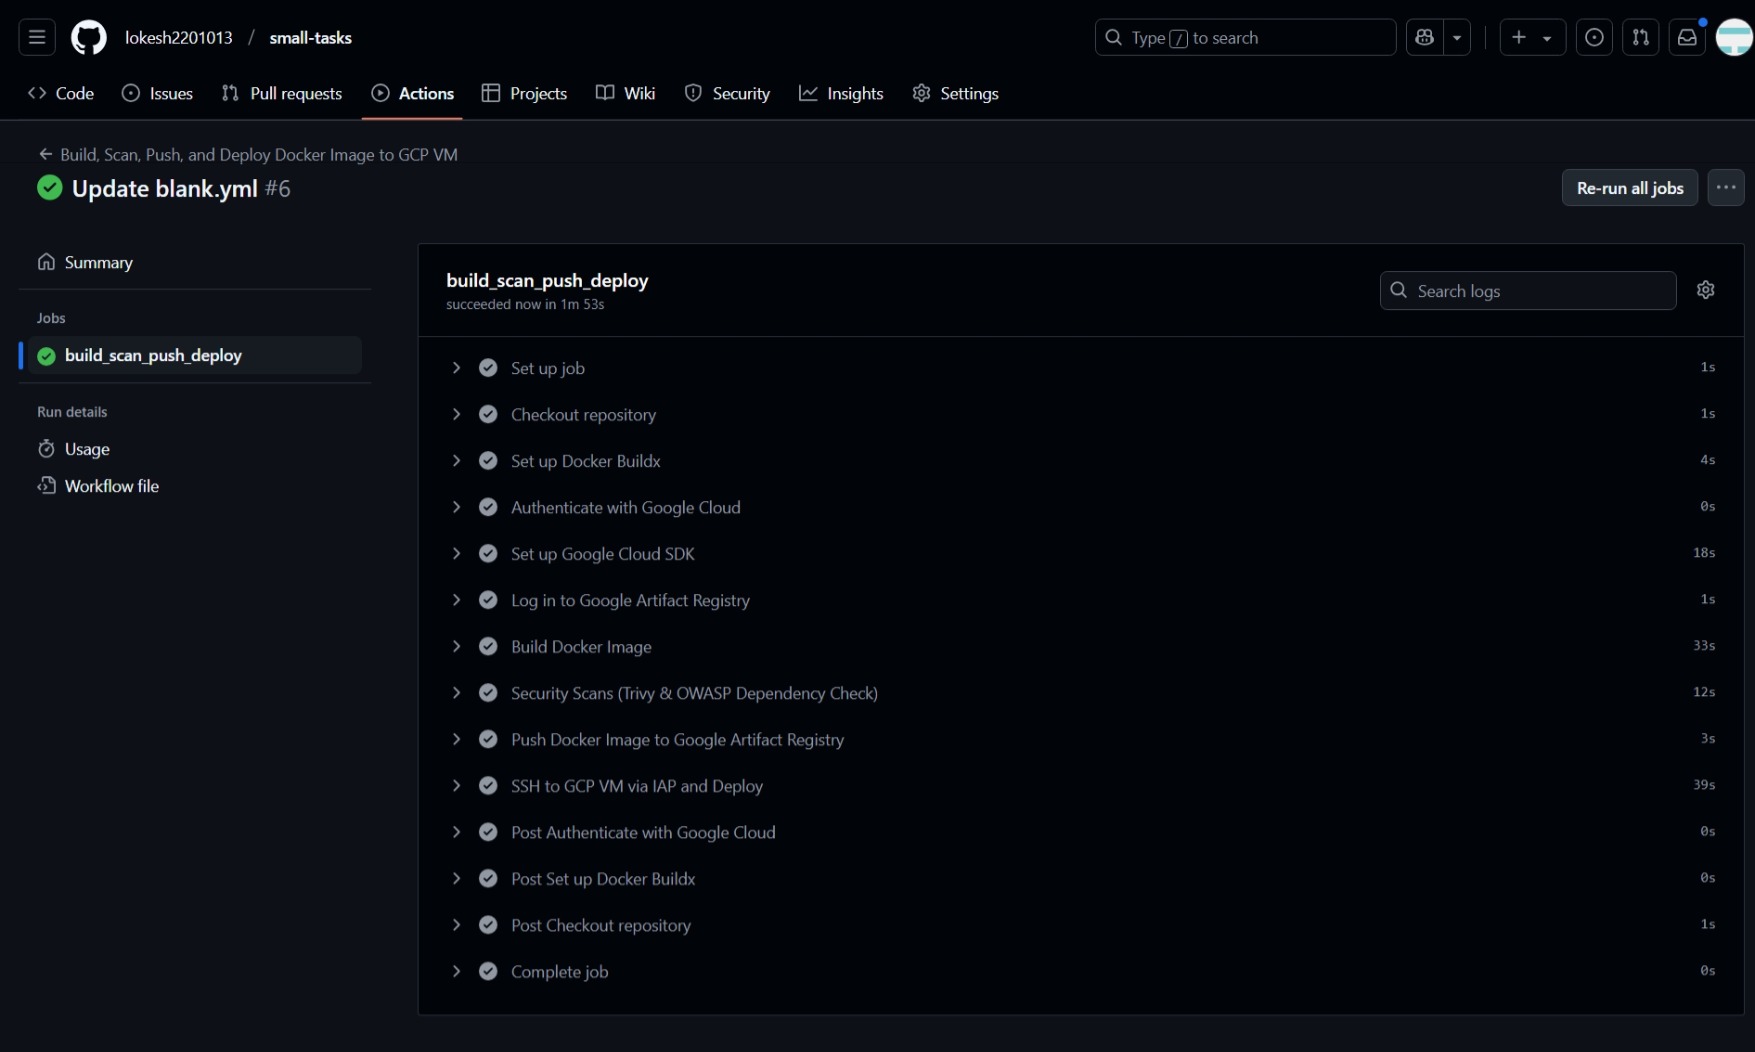 lokesh2201013 / small-tasks
Type / to search
Code Issues Pull requests Actions Projects Wiki Security Insights Settings
Build, Scan, Push, and Deploy Docker Image to GCP VM
Update blank.yml #6
Re-run all jobs
Summary
Jobs
build_scan_push_deploy
Run details
Usage
Workflow file
build_scan_push_deploy
succeeded now in 1m 53s
Search logs
Set up job 1s
Checkout repository 1s
Set up Docker Buildx 4s
Authenticate with Google Cloud 0s
Set up Google Cloud SDK 18s
Log in to Google Artifact Registry 1s
Build Docker Image 33s
Security Scans (Trivy & OWASP Dependency Check) 12s
Push Docker Image to Google Artifact Registry 3s
SSH to GCP VM via IAP and Deploy 39s
Post Authenticate with Google Cloud 0s
Post Set up Docker Buildx 0s
Post Checkout repository 1s
Complete job 0s